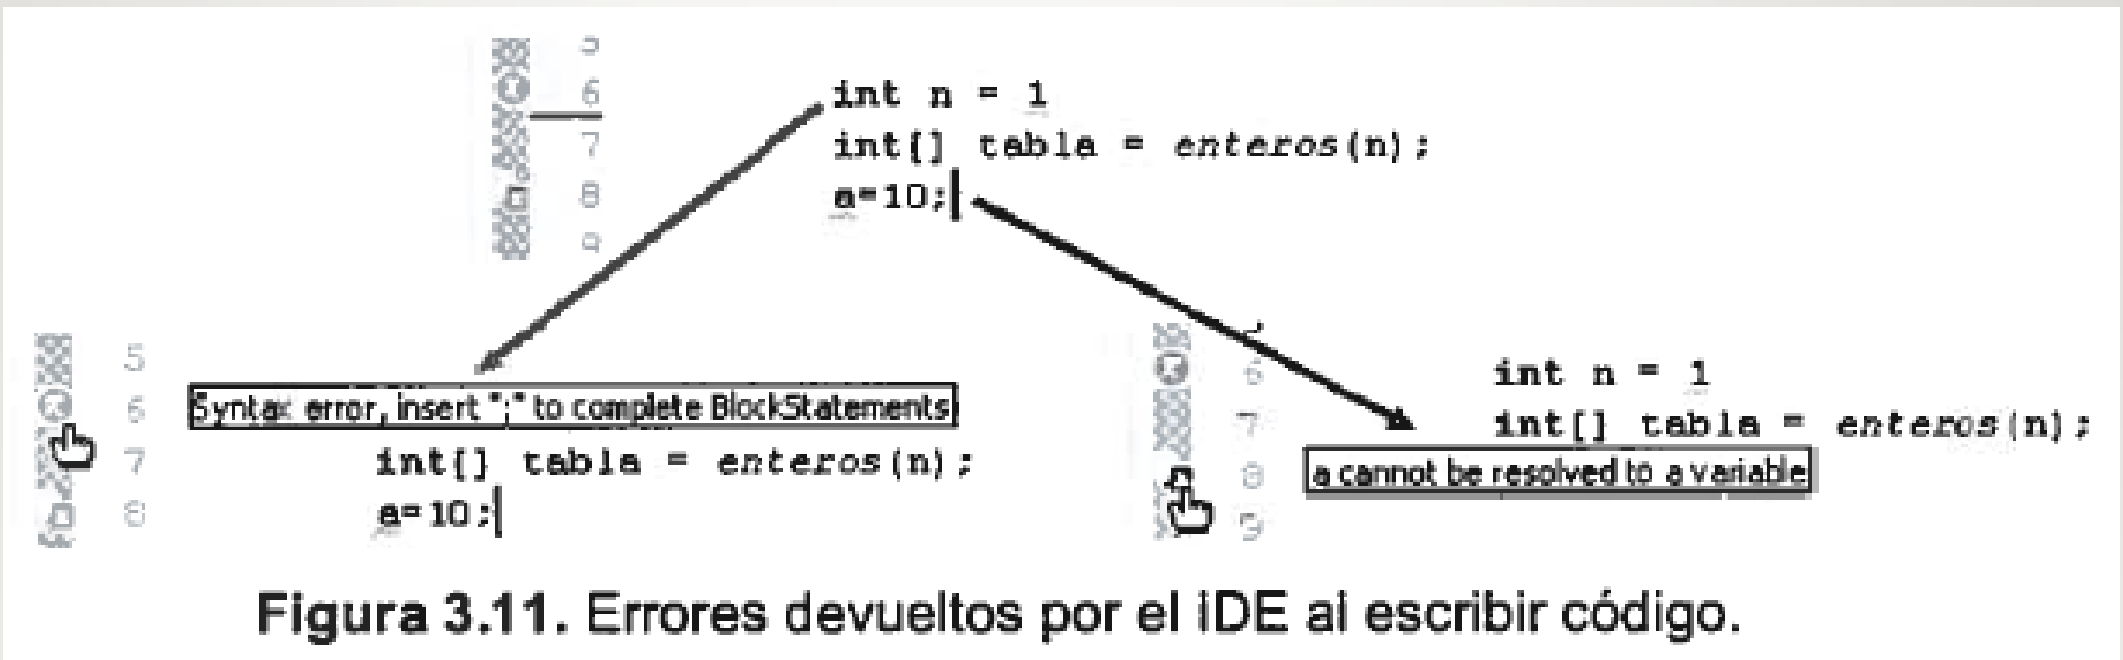 5
6
7
8
9
int n = 1
int[] tabla = enteros(n);
a=10;
5
6 Syntax error, insert ";" to complete BlockStatements
7 int[] tabla = enteros(n);
8 a=10;
6 int n = 1
7 int[] tabla = enteros(n);
8 a cannot be resolved to a variable
9
Figura 3.11. Errores devueltos por el IDE al escribir código.